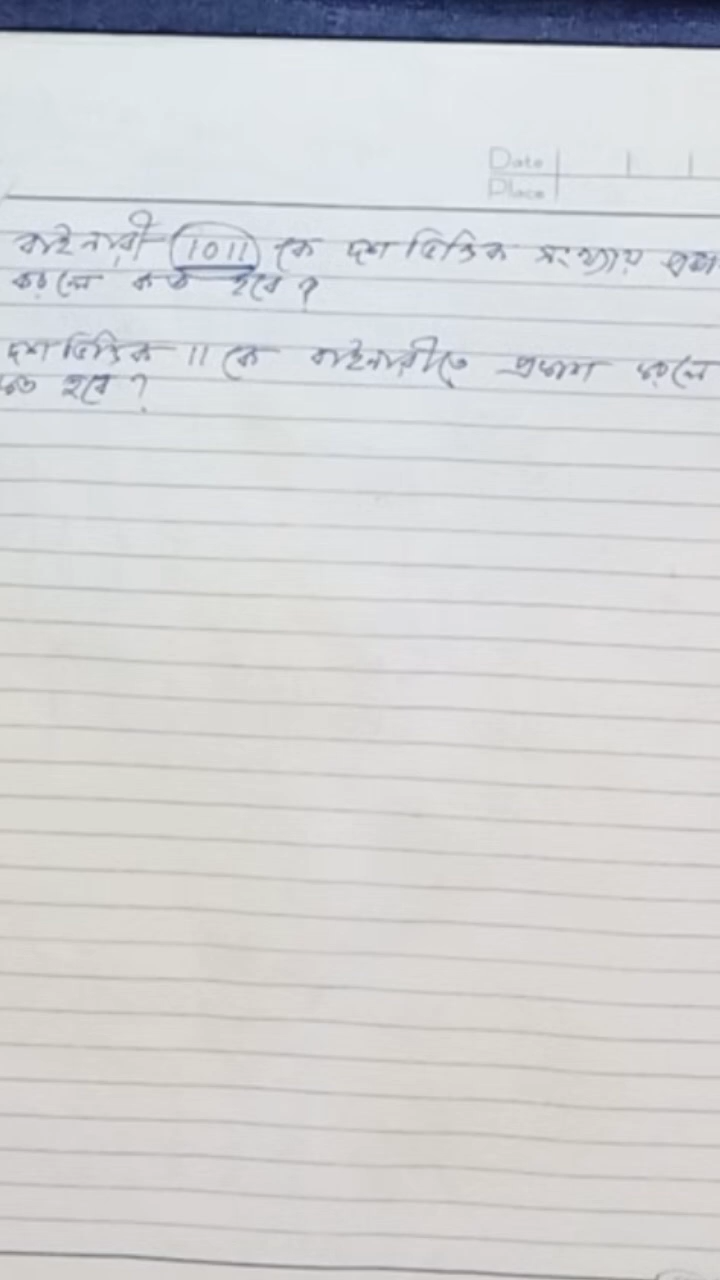 Date
Place
বাইনারী 1011 কে দশ ভিত্তিক সংখ্যায় প্রকা
করলে কত হবে ?
দশ ভিত্তিক 11 কে বাইনারীতে প্রকাশ করলে
কত হবে ?